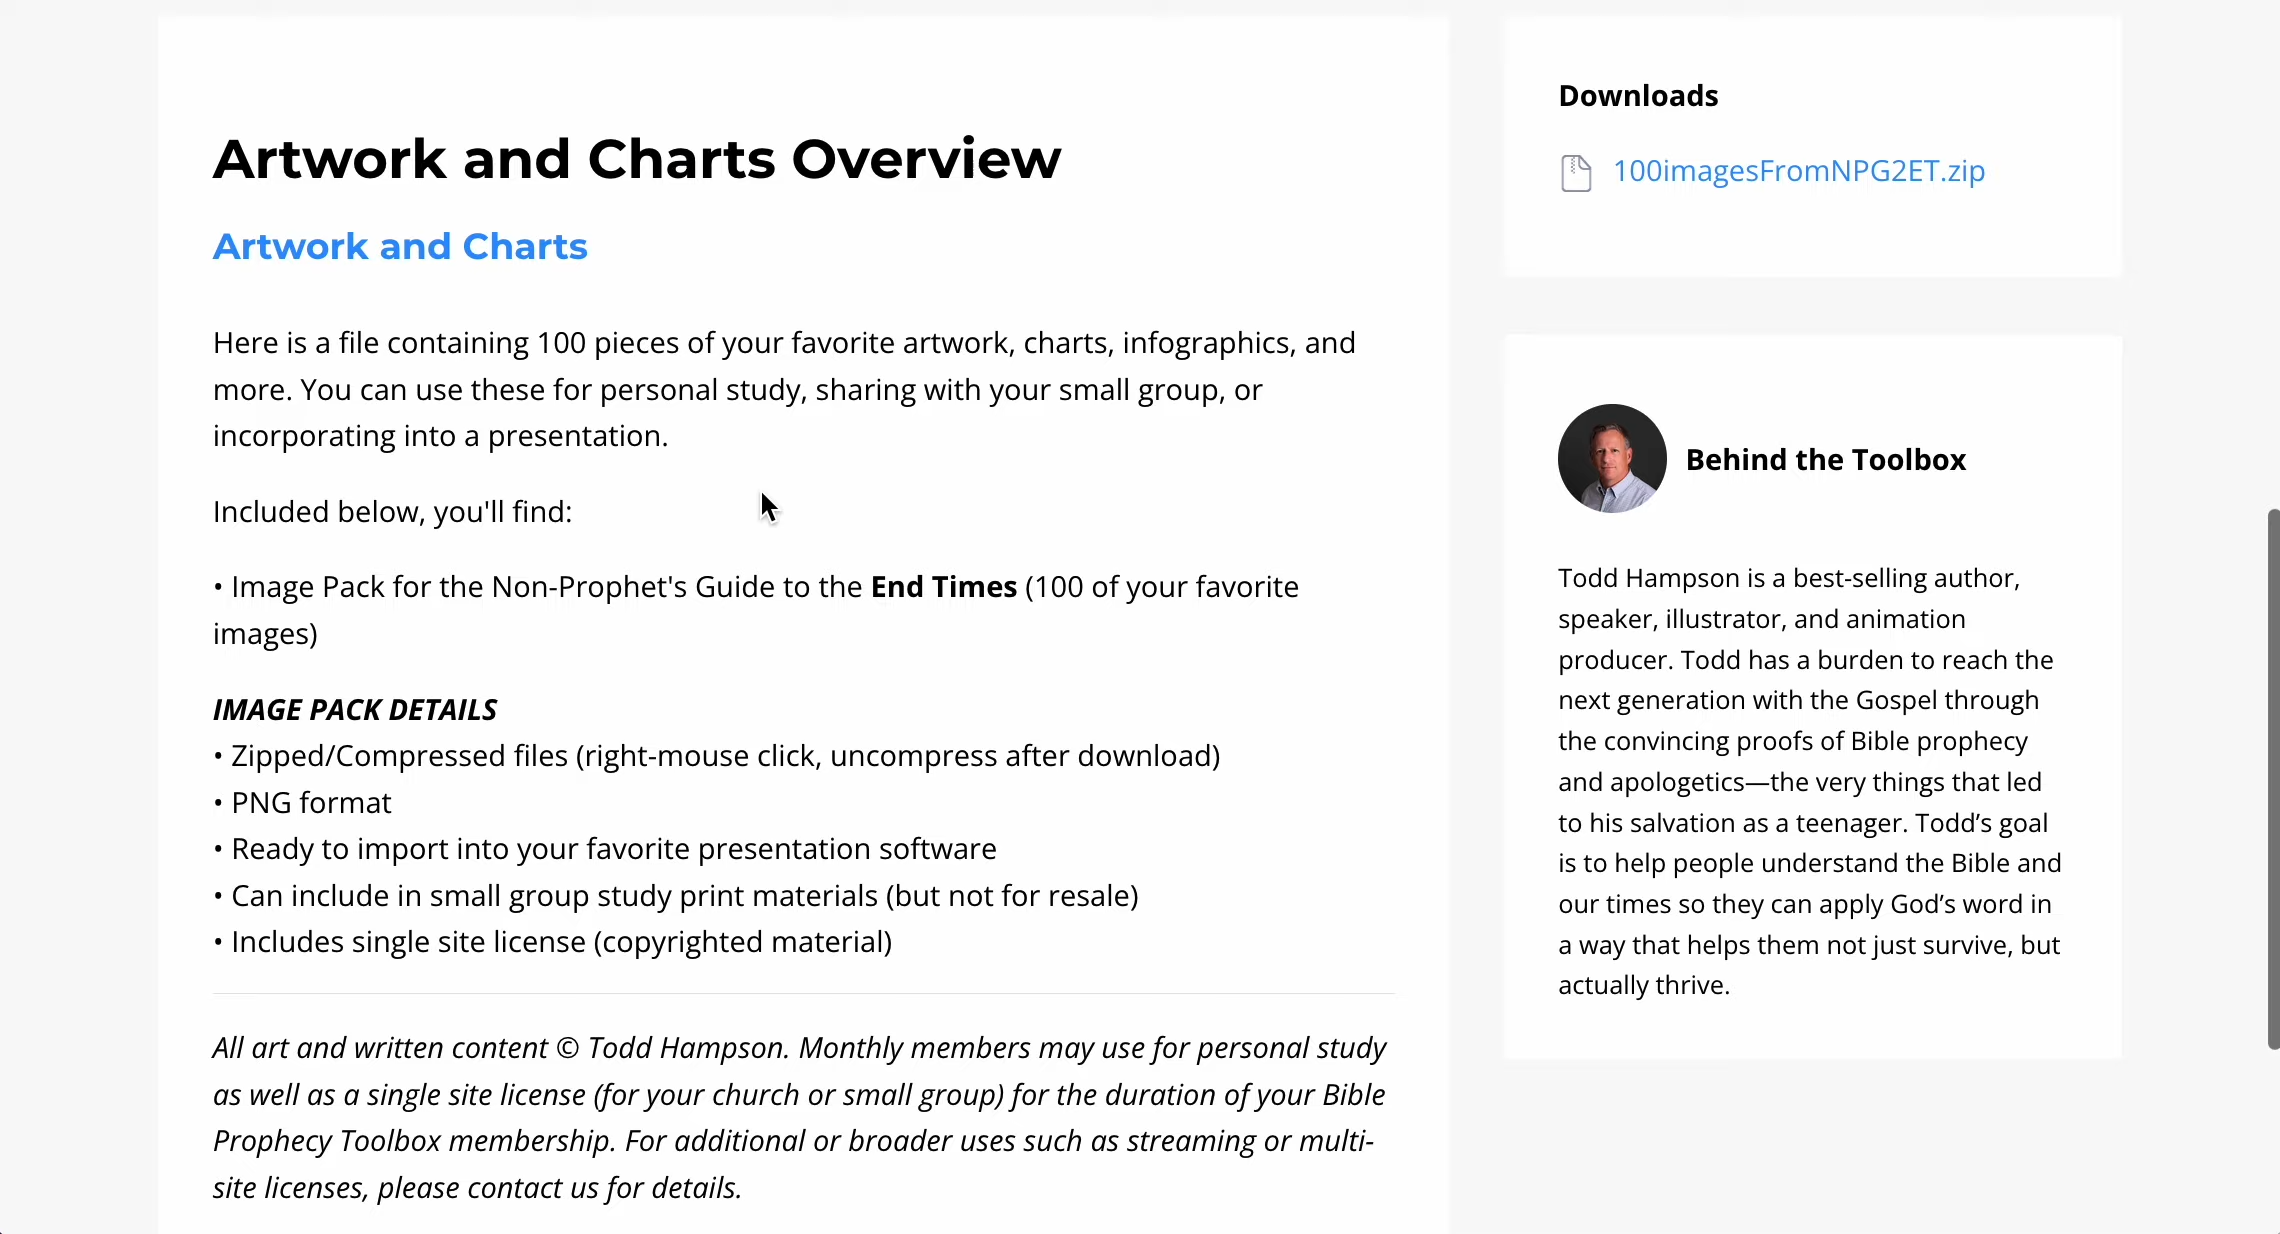 Artwork and Charts Overview
Artwork and Charts
Here is a file containing 100 pieces of your favorite artwork, charts, infographics, and
more. You can use these for personal study, sharing with your small group, or
incorporating into a presentation.
Included below, you'll find:
• Image Pack for the Non-Prophet's Guide to the End Times (100 of your favorite
images)
IMAGE PACK DETAILS
• Zipped/Compressed files (right-mouse click, uncompress after download)
• PNG format
• Ready to import into your favorite presentation software
• Can include in small group study print materials (but not for resale)
• Includes single site license (copyrighted material)
All art and written content © Todd Hampson. Monthly members may use for personal study
as well as a single site license (for your church or small group) for the duration of your Bible
Prophecy Toolbox membership. For additional or broader uses such as streaming or multi-
site licenses, please contact us for details.
Downloads
100imagesFromNPG2ET.zip
Behind the Toolbox
Todd Hampson is a best-selling author,
speaker, illustrator, and animation
producer. Todd has a burden to reach the
next generation with the Gospel through
the convincing proofs of Bible prophecy
and apologetics—the very things that led
to his salvation as a teenager. Todd’s goal
is to help people understand the Bible and
our times so they can apply God’s word in
a way that helps them not just survive, but
actually thrive.